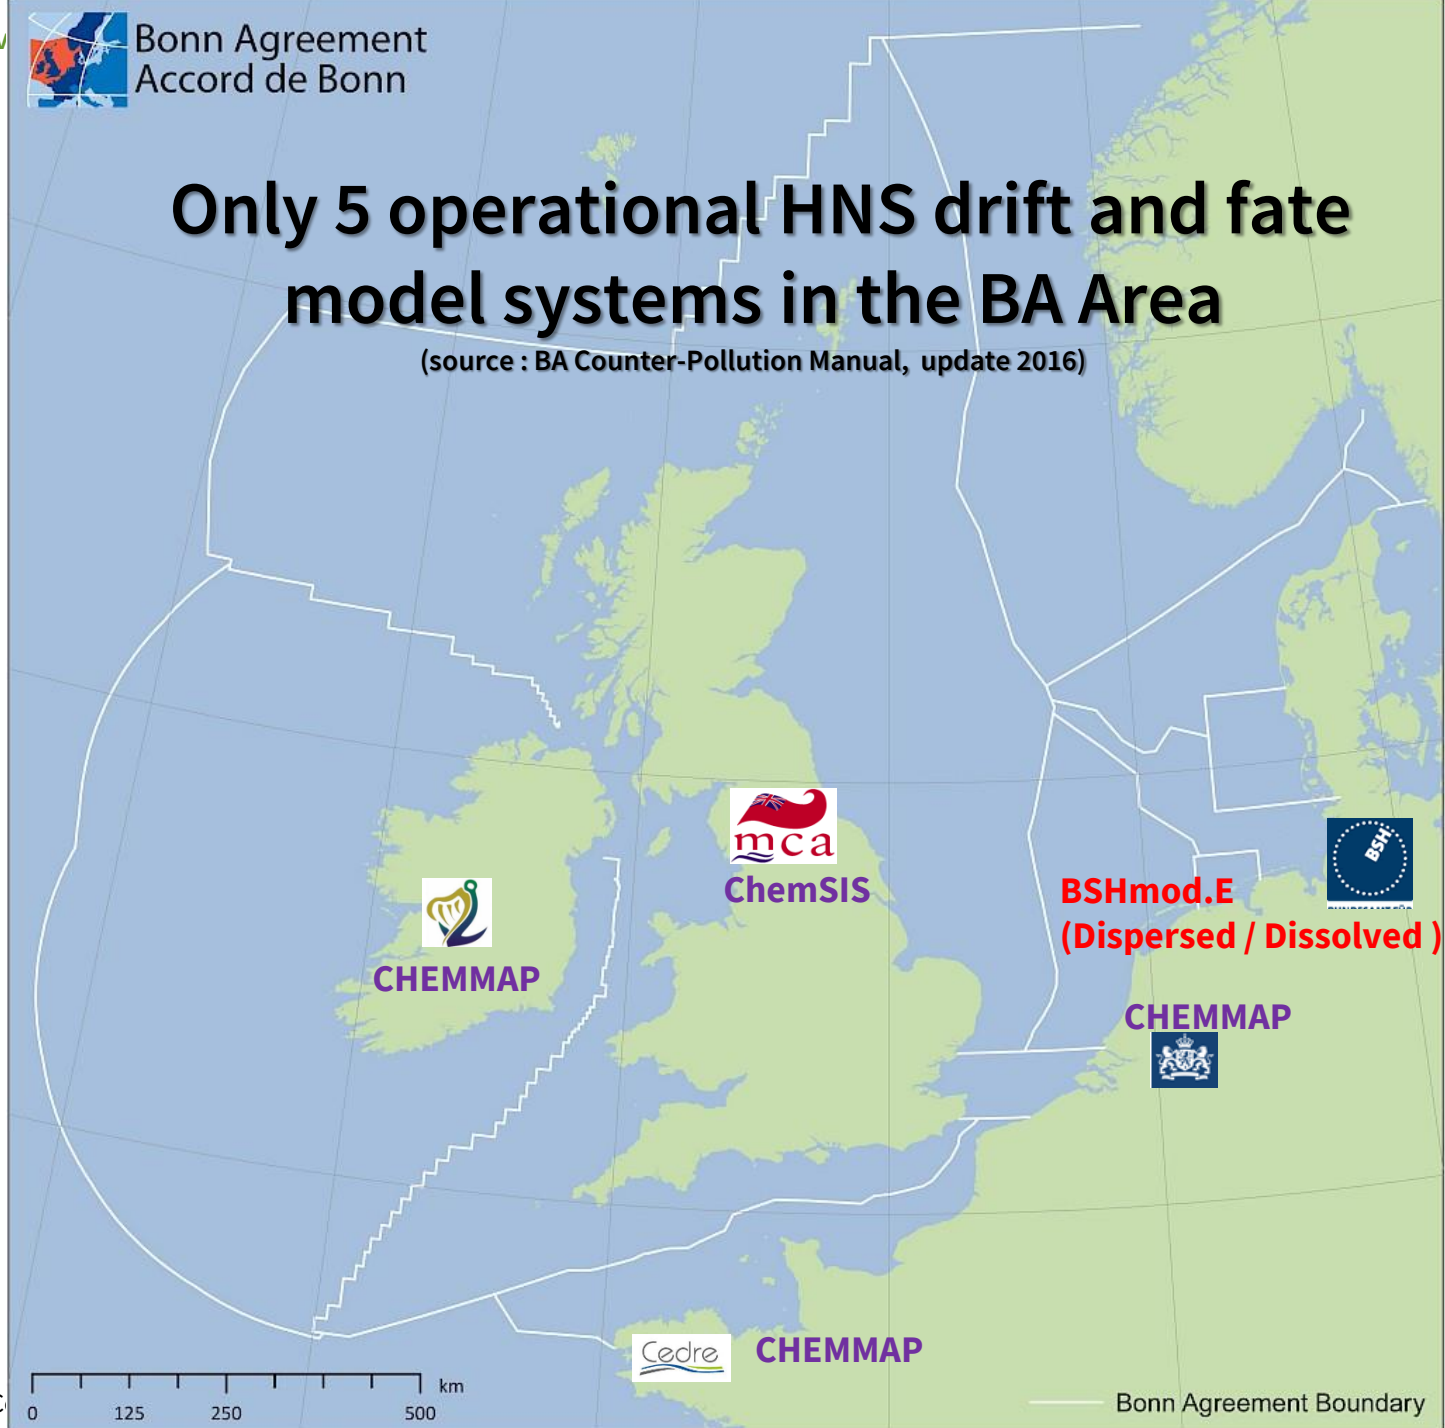 Bonn Agreement
Accord de Bonn
Only 5 operational HNS drift and fate
model systems in the BA Area
(source : BA Counter-Pollution Manual, update 2016)
mca
ChemSIS
BSH
BSHmod.E
(Dispersed / Dissolved )
CHEMMAP
CHEMMAP
Cedre
CHEMMAP
km
0 125 250 500
Bonn Agreement Boundary